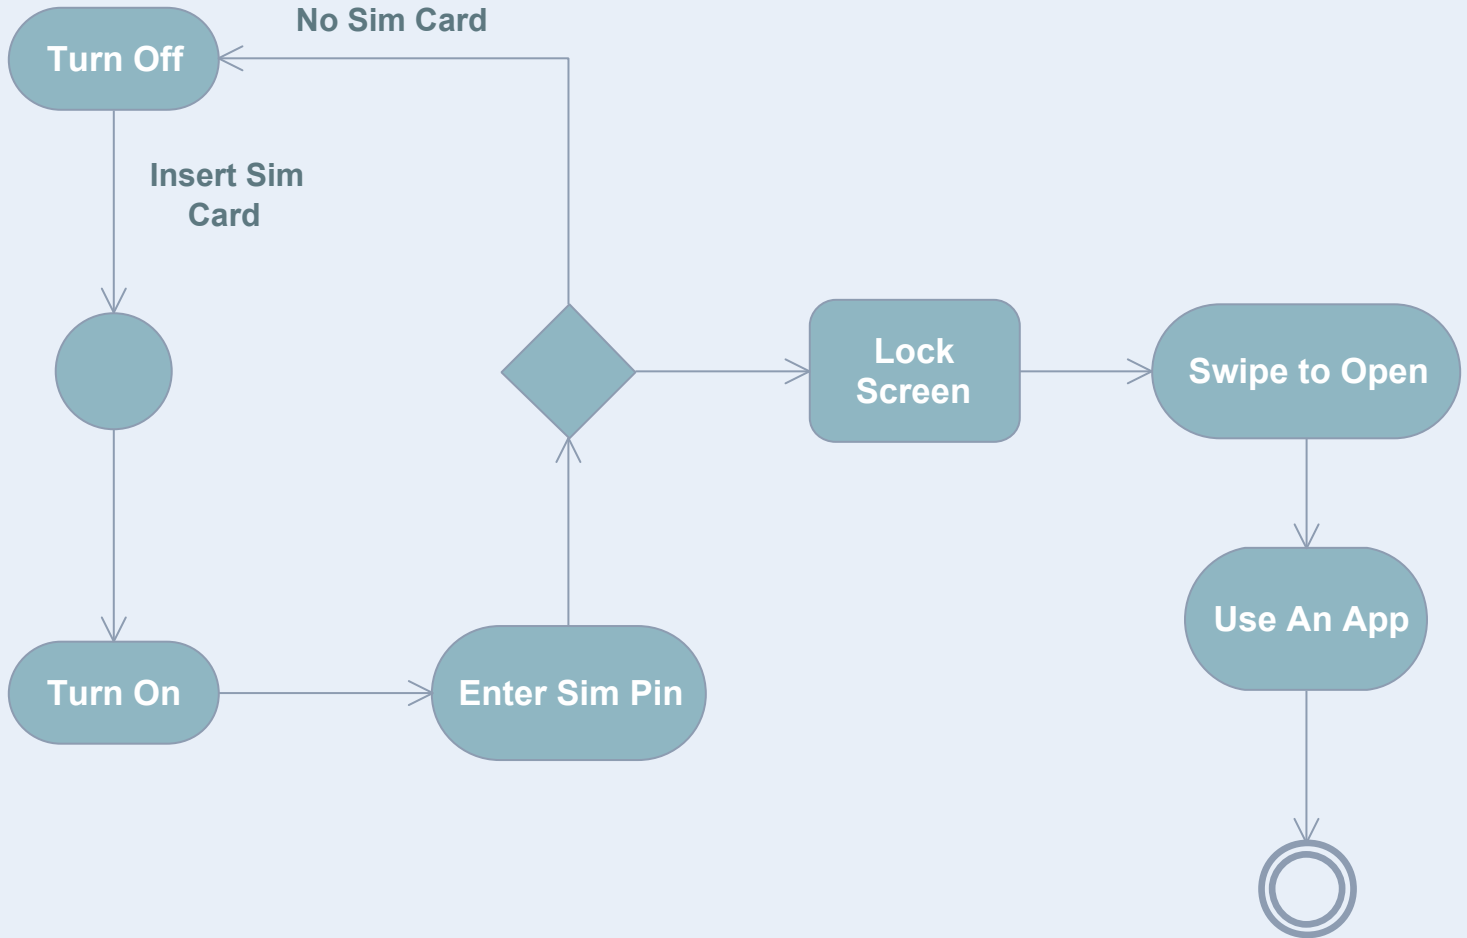 No Sim Card
Turn Off
Insert Sim
Card
Lock
Screen
Swipe to Open
Use An App
Turn On
Enter Sim Pin